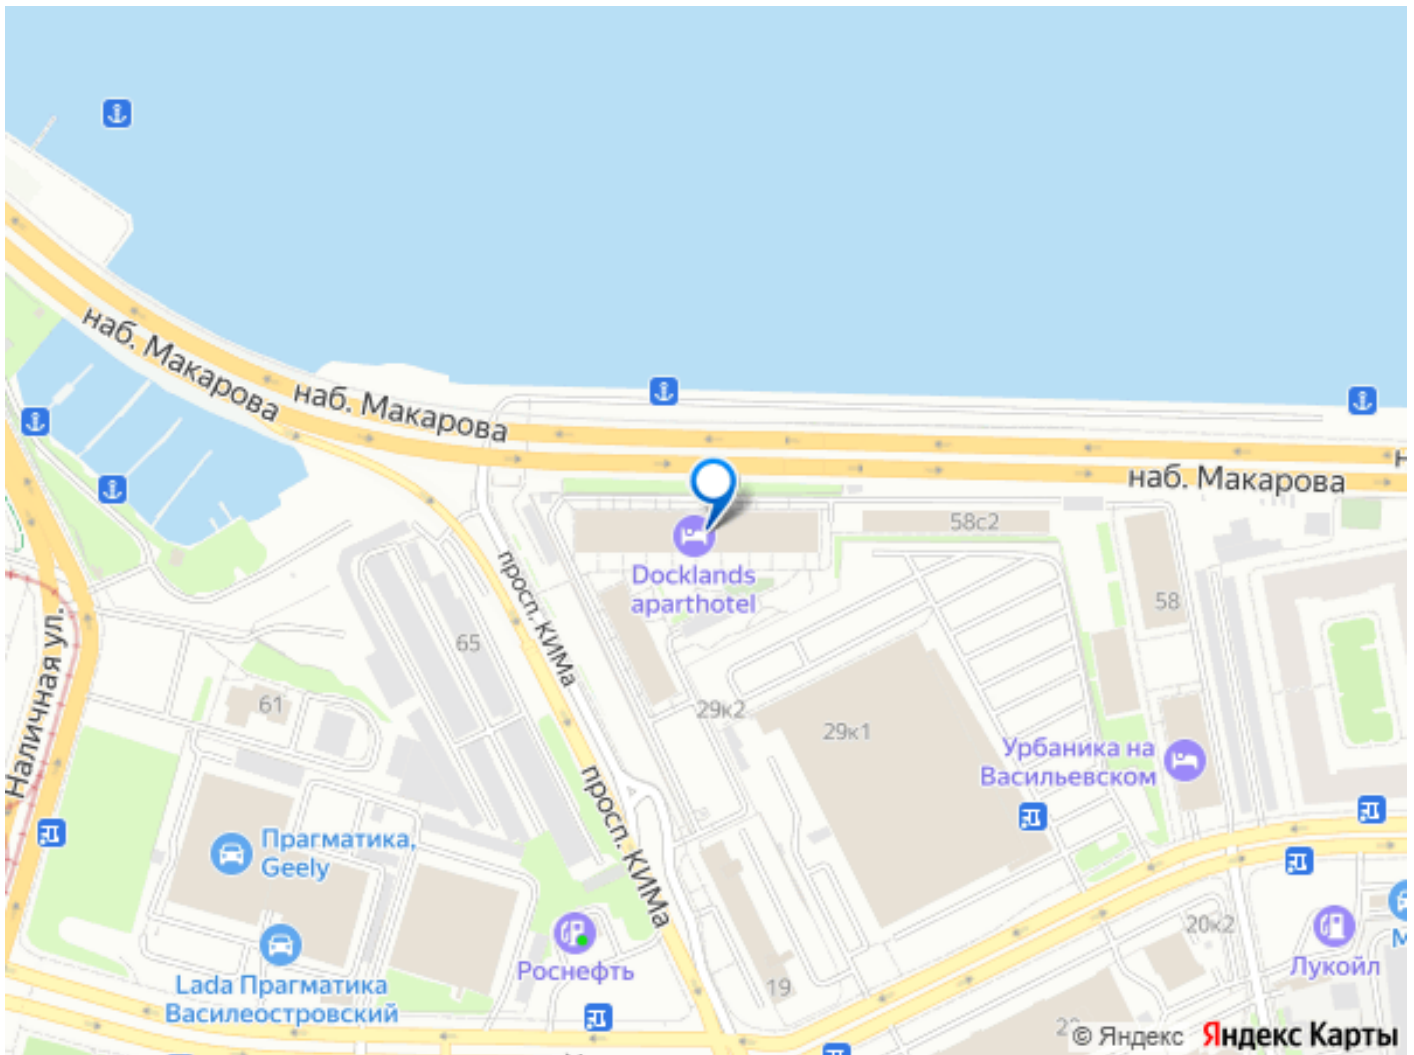 наб. Макарова
наб. Макарова
наб. Макарова
Docklands
aparthotel
58с2
58
просп. КИМа
65
Наличная ул.
61
29к2
29к1
Урбаника на
Васильевском
просп. КИМа
Прагматика,
Geely
20к2
Роснефть
Лукойл
19
Lada Прагматика
Василеостровский
© Яндекс Яндекс Карты